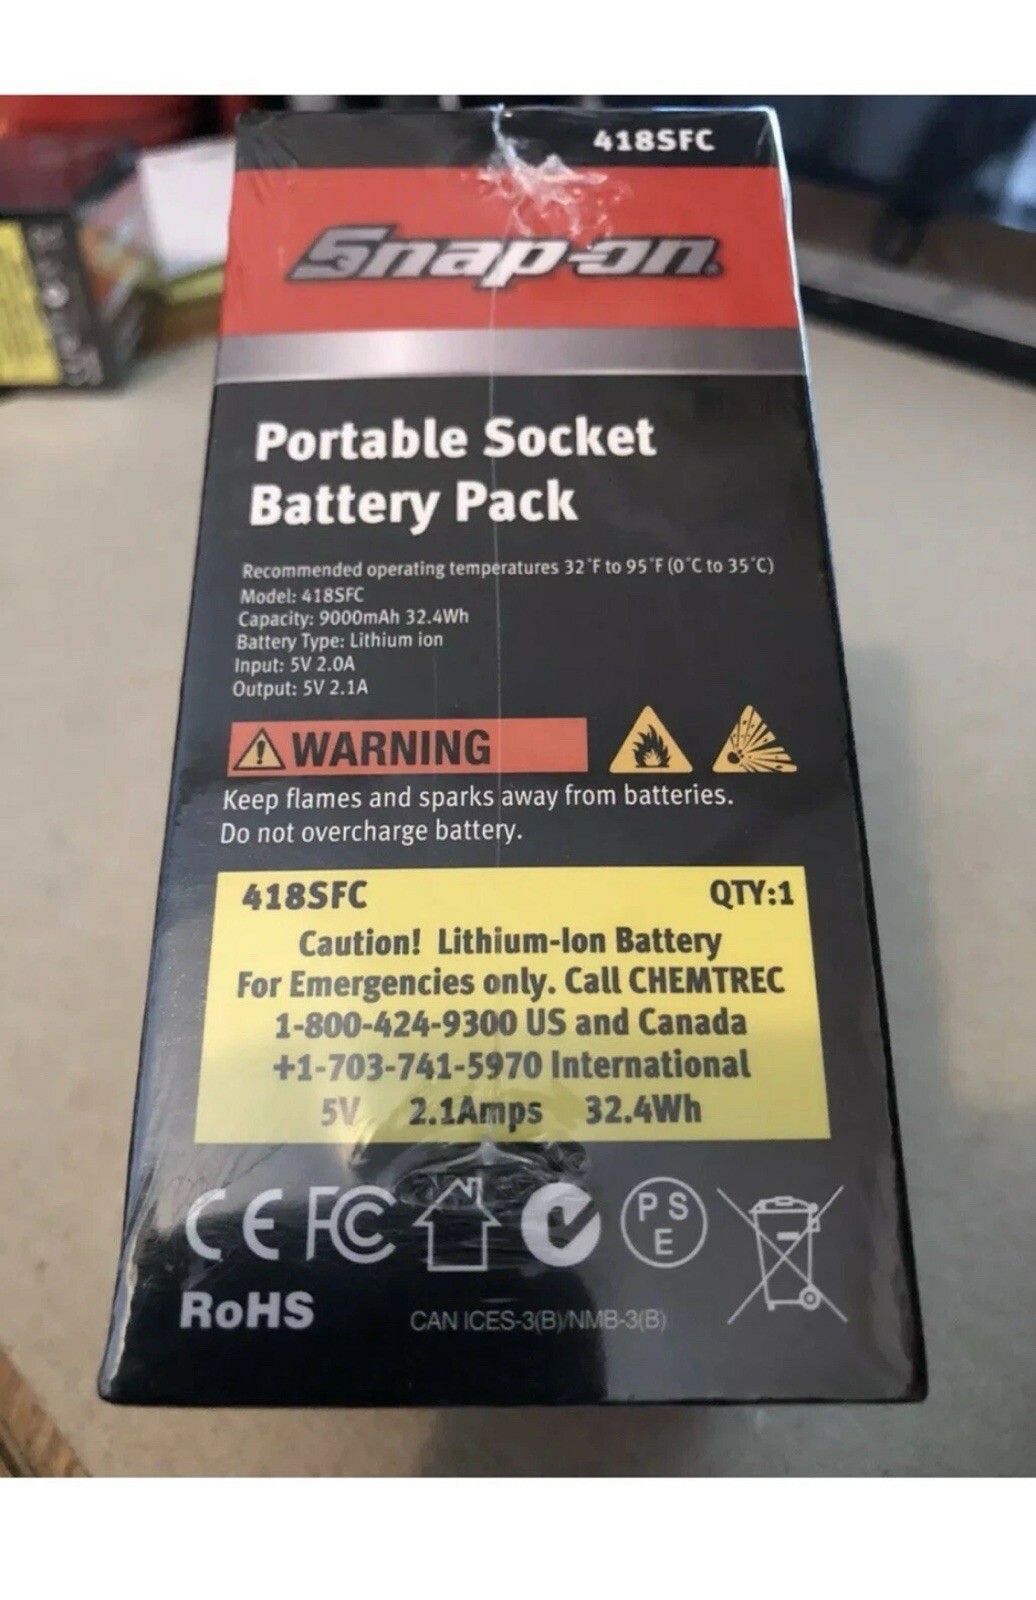 418SFC
Snap-on
Portable Socket
Battery Pack
Recommended operating temperatures 32°F to 95°F (0°C to 35°C)
Model: 418SFC
Capacity: 9000mAh 32.4Wh
Battery Type: Lithium ion
Input: 5V 2.0A
Output: 5V 2.1A
WARNING
Keep flames and sparks away from batteries.
Do not overcharge battery.
418SFC QTY:1
Caution! Lithium-Ion Battery
For Emergencies only. Call CHEMTREC
1-800-424-9300 US and Canada
+1-703-741-5970 International
5V 2.1Amps 32.4Wh
CE FC PSE
RoHS CAN ICES-3(B)/NMB-3(B)